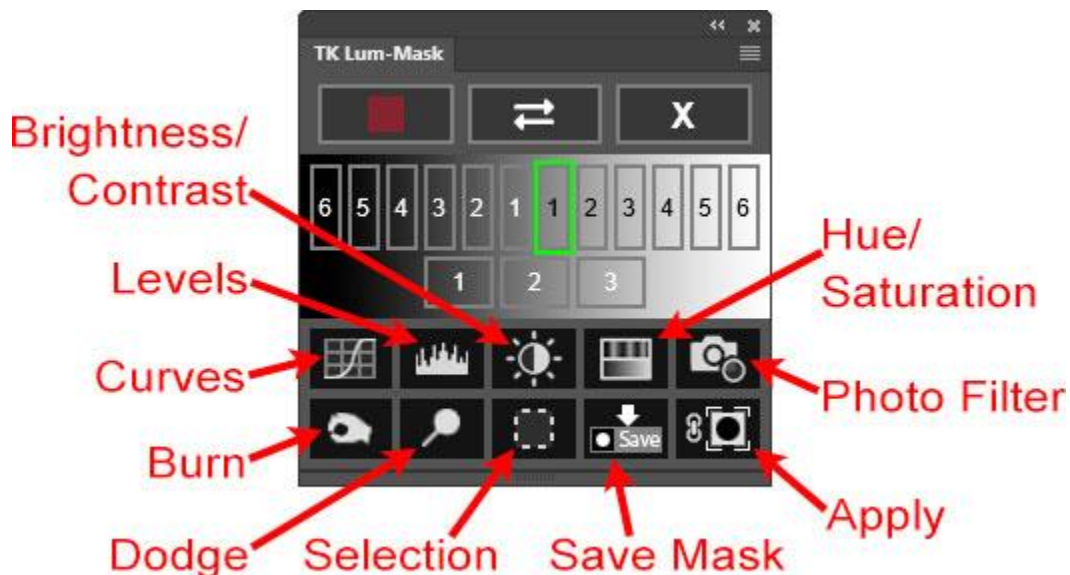 TK Lum-Mask
X
Brightness/
Contrast
6 5 4 3 2 1 1 2 3 4 5 6
Hue/
Saturation
Levels
1 2 3
Curves
Photo Filter
Save
Burn
Apply
Dodge Selection Save Mask